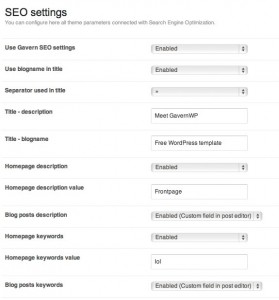 SEO settings
You can configure here all theme parameters connected with Search Engine Optimization.
Use Gavern SEO settings
Enabled
Use blogname in title
Enabled
Seperator used in title
Title - description
Meet GavernWP
Title - blogname
Free WordPress template
Homepage description
Enabled
Homepage description value
Frontpage
Blog posts description
Enabled (Custom field in post editor)
Homepage keywords
Enabled
Homepage keywords value
lol
Blog posts keywords
Enabled (Custom field in post editor)